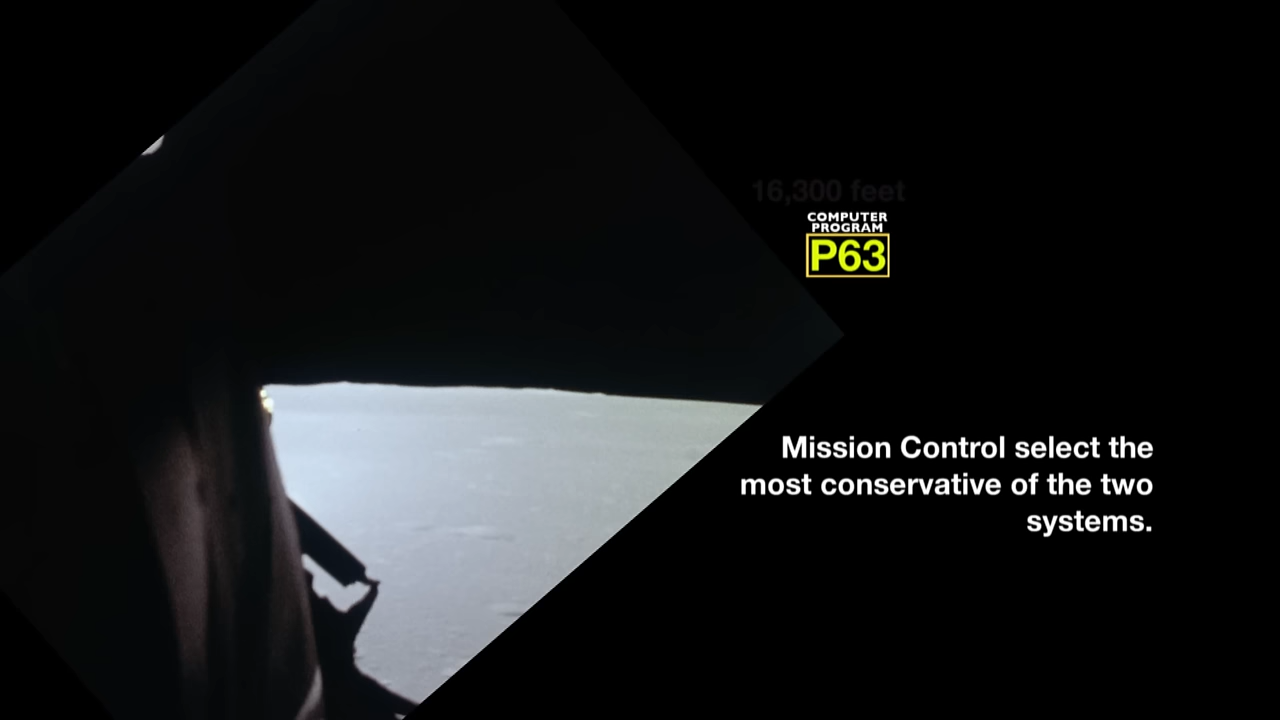 16,300 feet
COMPUTER
PROGRAM
P63
Mission Control select the
most conservative of the two
systems.